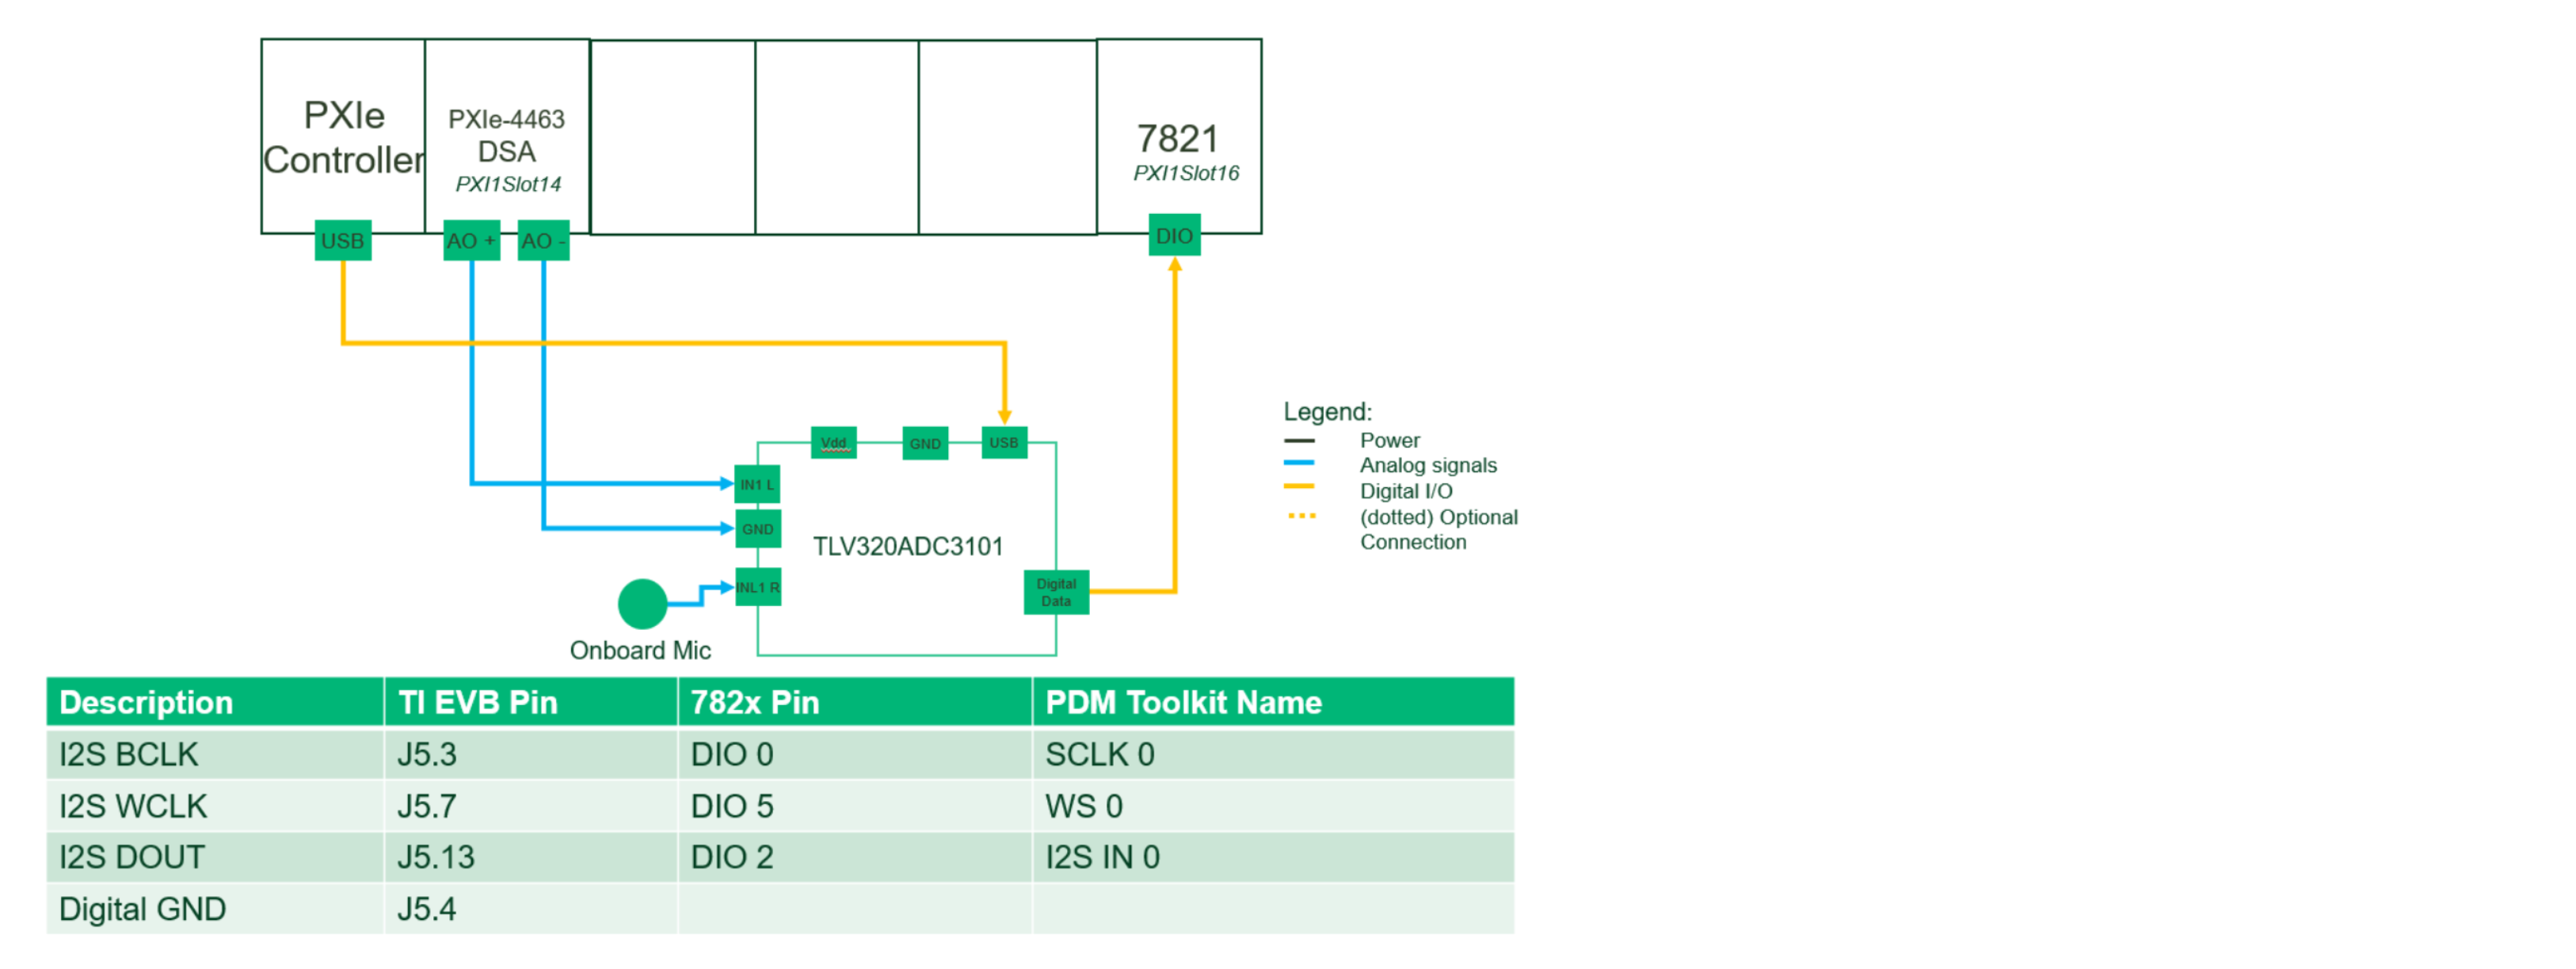 PXIe
Controller
PXIe-4463
DSA
PXI1Slot14
7821
PXI1Slot16
USB
AO +
AO -
DIO
Vdd
GND
USB
IN1 L
GND
INL1 R
TLV320ADC3101
Digital
Data
Onboard Mic
Legend:
Power
Analog signals
Digital I/O
(dotted) Optional
Connection
Description TI EVB Pin 782x Pin PDM Toolkit Name
I2S BCLK J5.3 DIO 0 SCLK 0
I2S WCLK J5.7 DIO 5 WS 0
I2S DOUT J5.13 DIO 2 I2S IN 0
Digital GND J5.4